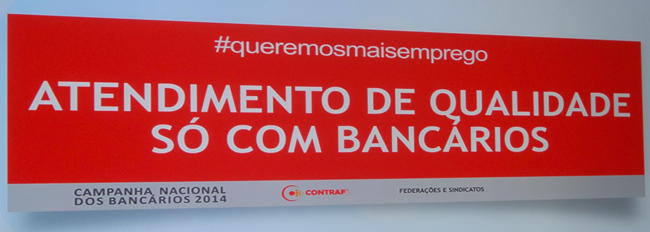 #queremosmaisemprego
ATENDIMENTO DE QUALIDADE
SÓ COM BANCÁRIOS
CAMPANHA NACIONAL
DOS BANCÁRIOS 2014
CONTRAF
FEDERAÇÕES E SINDICATOS